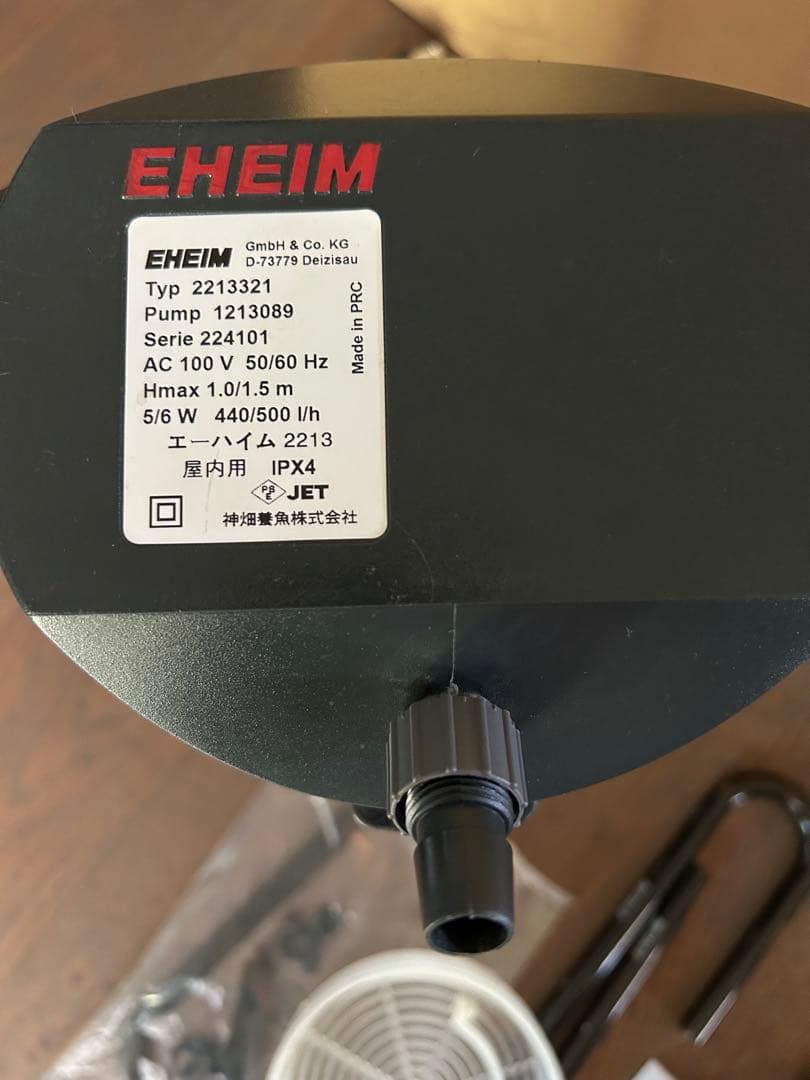 EHEIM
EHEIM GmbH & Co. KG
D-73779 Deizisau
Typ 2213321
Pump 1213089
Serie 224101
AC 100 V 50/60 Hz
Hmax 1.0/1.5 m
5/6 W 440/500 l/h
Made in PRC
エーハイム 2213
屋内用 IPX4
PS E JET
神畑養魚株式会社